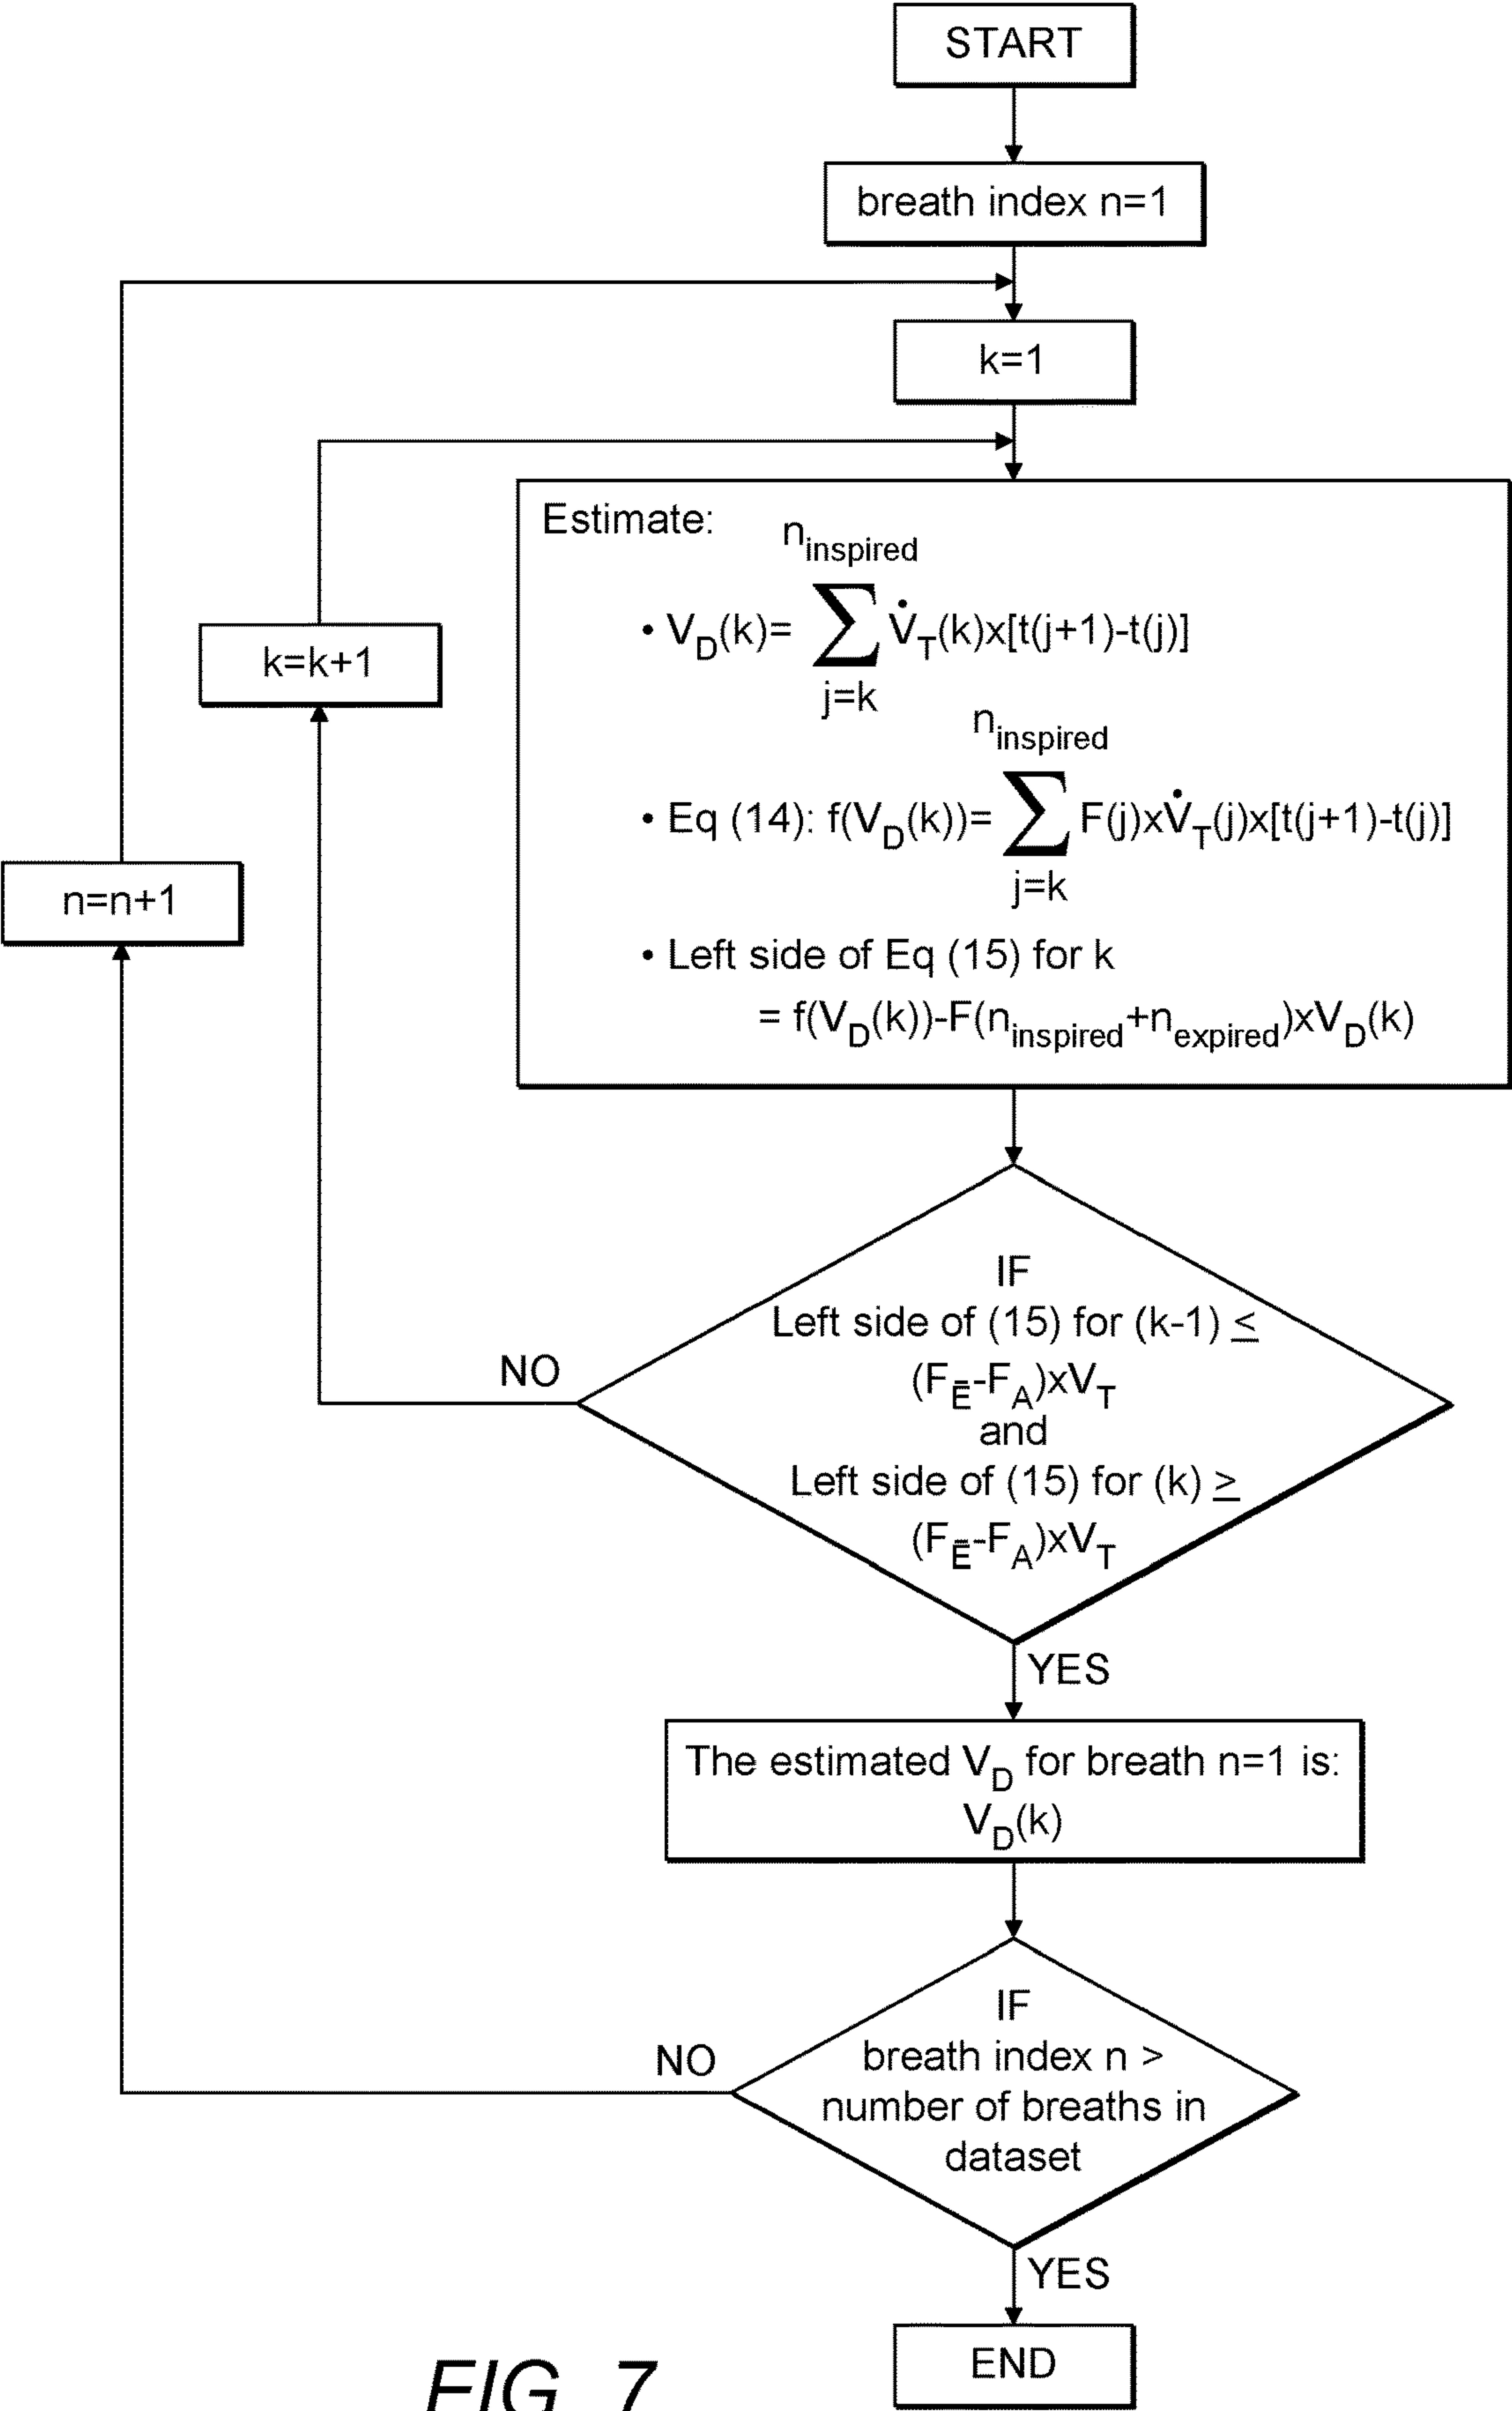 START
breath index n=1
k=1
Estimate:
n_inspired
• V_D(k)= ∑ V̇_T(k)x[t(j+1)-t(j)]
j=k
k=k+1
n_inspired
• Eq (14): f(V_D(k))= ∑ F(j)xV̇_T(j)x[t(j+1)-t(j)]
j=k
n=n+1
• Left side of Eq (15) for k
= f(V_D(k))-F(n_inspired+n_expired)xV_D(k)
IF
Left side of (15) for (k-1) ≤
(F_Ē-F_A)xV_T
and
Left side of (15) for (k) ≥
(F_Ē-F_A)xV_T
NO
YES
The estimated V_D for breath n=1 is:
V_D(k)
IF
breath index n >
number of breaths in
dataset
NO
YES
END
FIG. 7